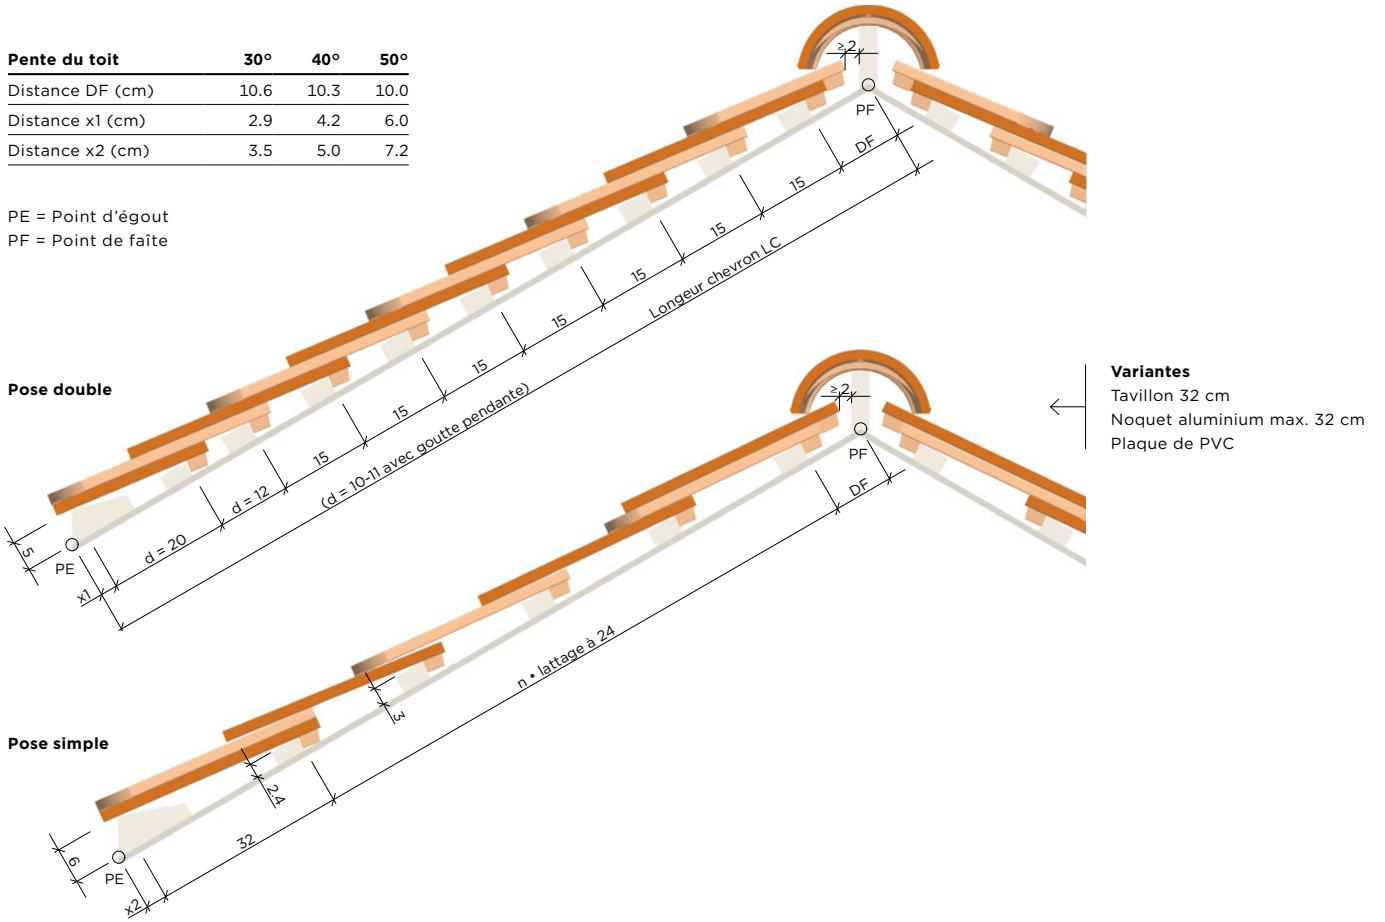 Pente du toit 30° 40° 50°
Distance DF (cm) 10.6 10.3 10.0
Distance x1 (cm) 2.9 4.2 6.0
Distance x2 (cm) 3.5 5.0 7.2
PE = Point d'égout
PF = Point de faîte
≥ 2
PF
DF
15
15
15
15
15
15
15
15
d = 12
d = 20
x1
5
PE
Longeur chevron LC
(d = 10-11 avec goutte pendante)
Pose double
≥ 2
PF
DF
n • lattage à 24
3
2.4
32
6
PE
x2
Pose simple
Variantes
Tavillon 32 cm
Noquet aluminium max. 32 cm
Plaque de PVC